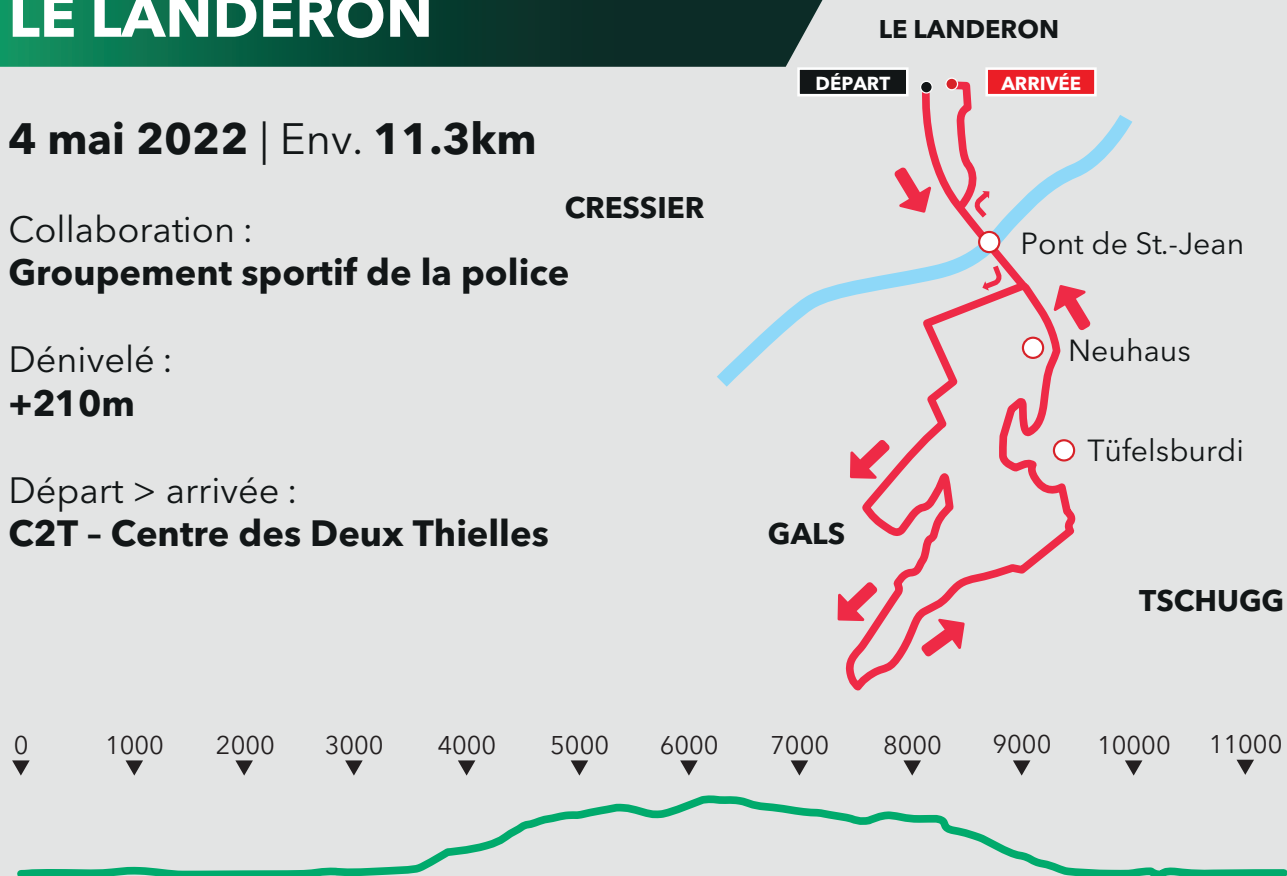 LE LANDERON
4 mai 2022 | Env. 11.3km
Collaboration :
Groupement sportif de la police
Dénivelé :
+210m
Départ > arrivée :
C2T – Centre des Deux Thielles
LE LANDERON
DÉPART
ARRIVÉE
CRESSIER
Pont de St.-Jean
Neuhaus
Tüfelsburdi
GALS
TSCHUGG
0 1000 2000 3000 4000 5000 6000 7000 8000 9000 10000 11000